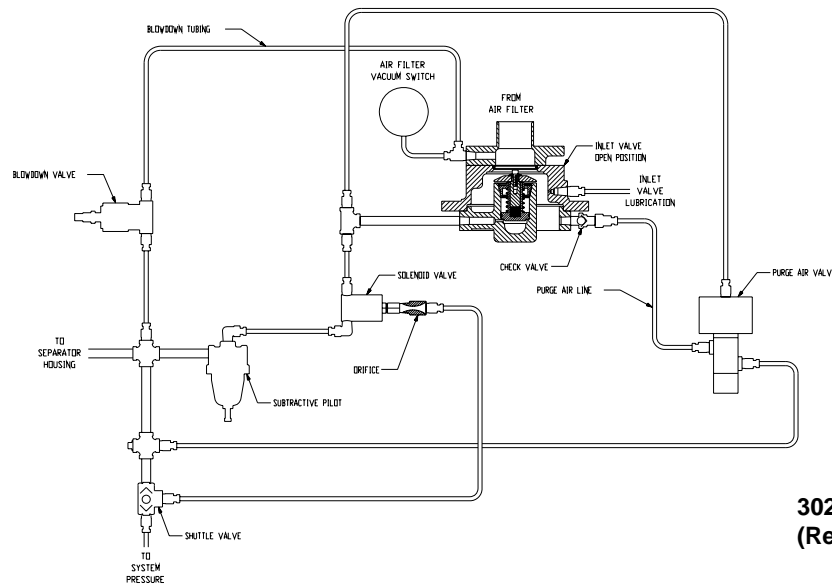 BLOWDOWN TUBING
AIR FILTER
VACUUM SWITCH
FROM
AIR FILTER
INLET VALVE
OPEN POSITION
BLOWDOWN VALVE
INLET
VALVE
LUBRICATION
CHECK VALVE
SOLENOID VALVE
PURGE AIR VALV
PURGE AIR LINE
TO
SEPARATOR
HOUSING
ORIFICE
SUBTRACTIVE PILOT
SHUTTLE VALVE
TO
SYSTEM
PRESSURE
302
(Re